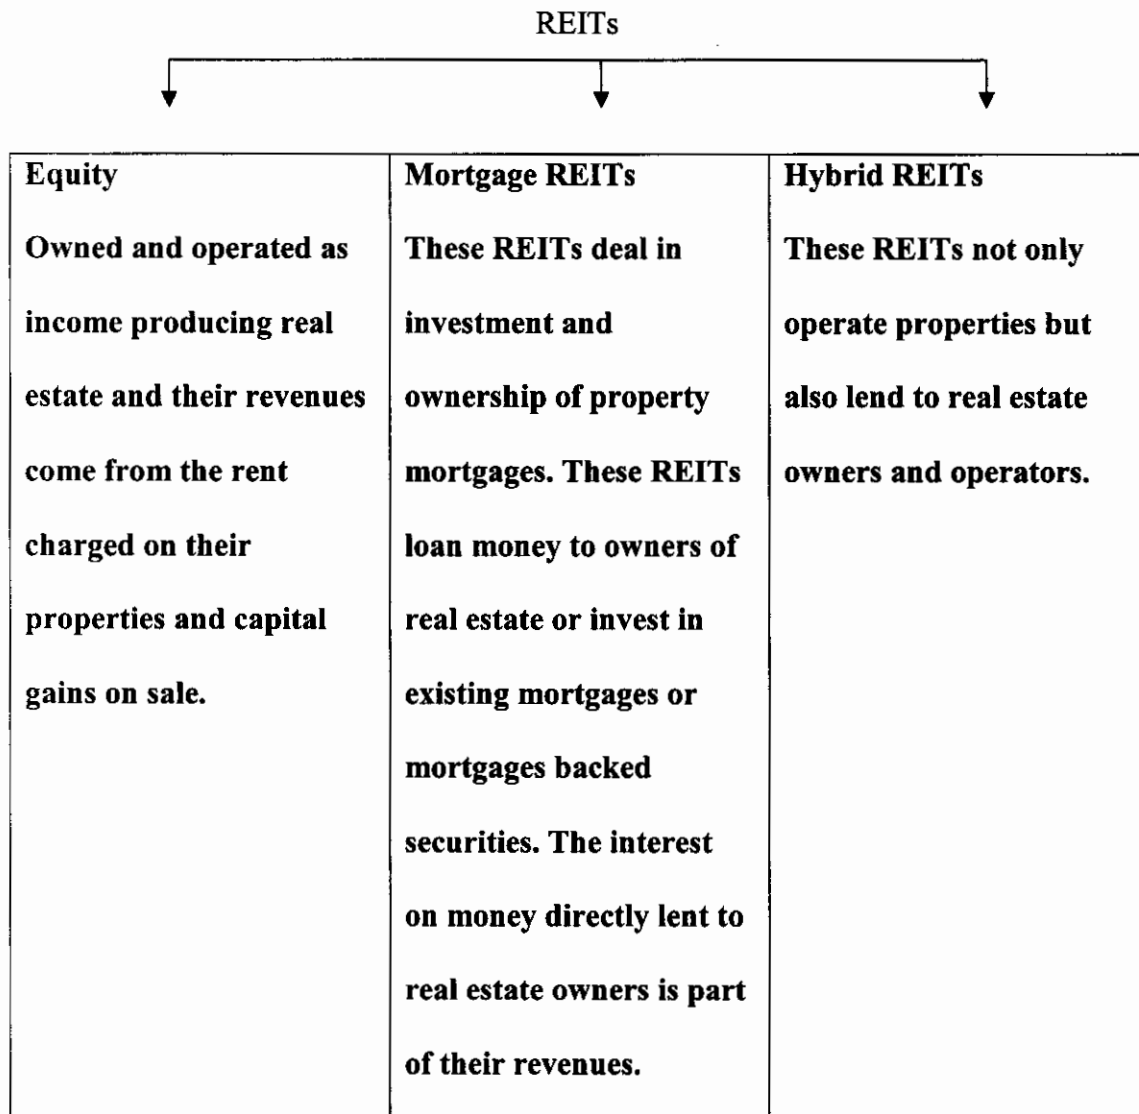 REITs
Equity
Owned and operated as
income producing real
estate and their revenues
come from the rent
charged on their
properties and capital
gains on sale.
Mortgage REITs
These REITs deal in
investment and
ownership of property
mortgages. These REITs
loan money to owners of
real estate or invest in
existing mortgages or
mortgages backed
securities. The interest
on money directly lent to
real estate owners is part
of their revenues.
Hybrid REITs
These REITs not only
operate properties but
also lend to real estate
owners and operators.